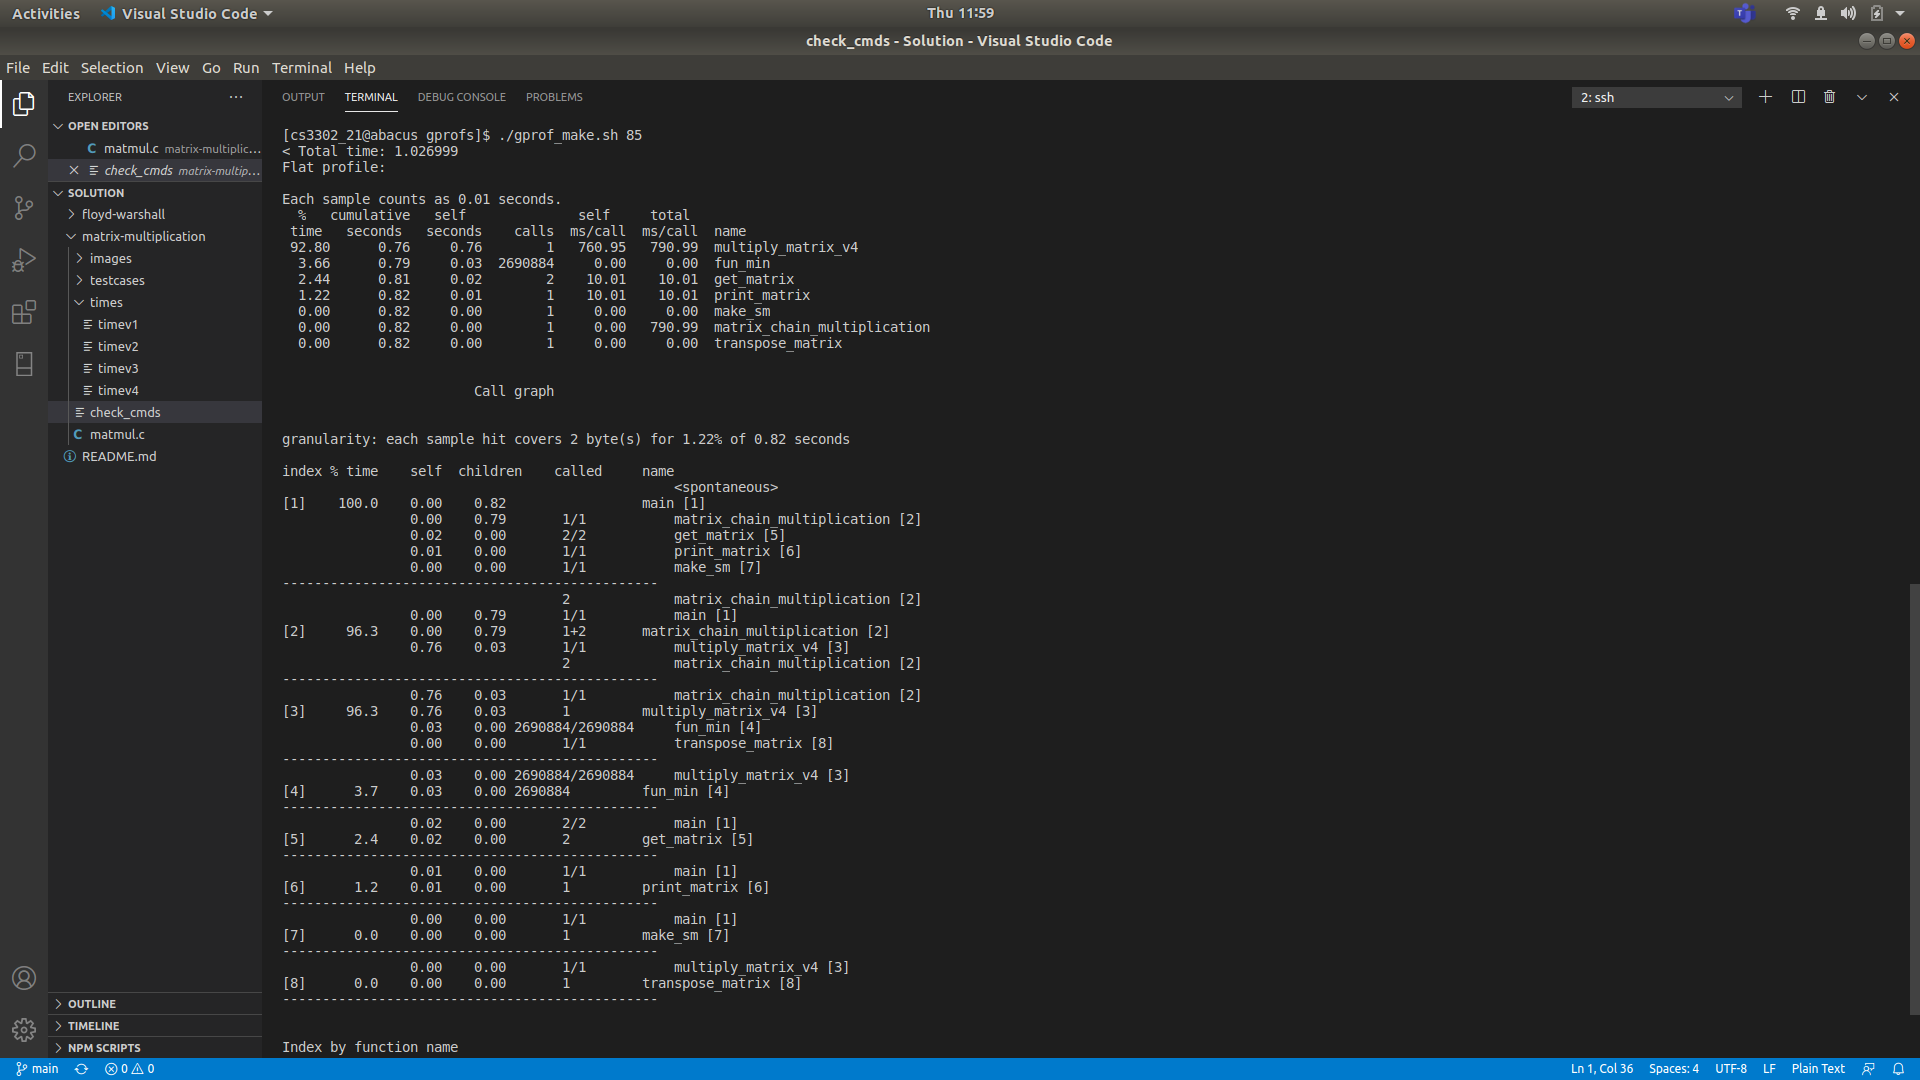 Activities Visual Studio Code Thu 11:59
check_cmds - Solution - Visual Studio Code
File Edit Selection View Go Run Terminal Help
EXPLORER ···
OPEN EDITORS
matmul.c matrix-multiplic...
check_cmds matrix-multip...
SOLUTION
floyd-warshall
matrix-multiplication
images
testcases
times
timev1
timev2
timev3
timev4
check_cmds
C matmul.c
README.md
OUTLINE
TIMELINE
NPM SCRIPTS
OUTPUT TERMINAL DEBUG CONSOLE PROBLEMS 2: ssh
[cs3302_21@abacus gprofs]$ ./gprof_make.sh 85
< Total time: 1.026999
Flat profile:
Each sample counts as 0.01 seconds.
% cumulative self self total
time seconds seconds calls ms/call ms/call name
92.80 0.76 0.76 1 760.95 790.99 multiply_matrix_v4
3.66 0.79 0.03 2690884 0.00 0.00 fun_min
2.44 0.81 0.02 2 10.01 10.01 get_matrix
1.22 0.82 0.01 1 10.01 10.01 print_matrix
0.00 0.82 0.00 1 0.00 0.00 make_sm
0.00 0.82 0.00 1 0.00 790.99 matrix_chain_multiplication
0.00 0.82 0.00 1 0.00 0.00 transpose_matrix
Call graph
granularity: each sample hit covers 2 byte(s) for 1.22% of 0.82 seconds
index % time self children called name
<spontaneous>
[1] 100.0 0.00 0.82 main [1]
0.00 0.79 1/1 matrix_chain_multiplication [2]
0.02 0.00 2/2 get_matrix [5]
0.01 0.00 1/1 print_matrix [6]
0.00 0.00 1/1 make_sm [7]
-----------------------------------------------
2 matrix_chain_multiplication [2]
0.00 0.79 1/1 main [1]
[2] 96.3 0.00 0.79 1+2 matrix_chain_multiplication [2]
0.76 0.03 1/1 multiply_matrix_v4 [3]
2 matrix_chain_multiplication [2]
-----------------------------------------------
0.76 0.03 1/1 matrix_chain_multiplication [2]
[3] 96.3 0.76 0.03 1 multiply_matrix_v4 [3]
0.03 0.00 2690884/2690884 fun_min [4]
0.00 0.00 1/1 transpose_matrix [8]
-----------------------------------------------
0.03 0.00 2690884/2690884 multiply_matrix_v4 [3]
[4] 3.7 0.03 0.00 2690884 fun_min [4]
-----------------------------------------------
0.02 0.00 2/2 main [1]
[5] 2.4 0.02 0.00 2 get_matrix [5]
-----------------------------------------------
0.01 0.00 1/1 main [1]
[6] 1.2 0.01 0.00 1 print_matrix [6]
-----------------------------------------------
0.00 0.00 1/1 main [1]
[7] 0.0 0.00 0.00 1 make_sm [7]
-----------------------------------------------
0.00 0.00 1/1 multiply_matrix_v4 [3]
[8] 0.0 0.00 0.00 1 transpose_matrix [8]
-----------------------------------------------
Index by function name
main 0 0 Ln 1, Col 36 Spaces: 4 UTF-8 LF Plain Text